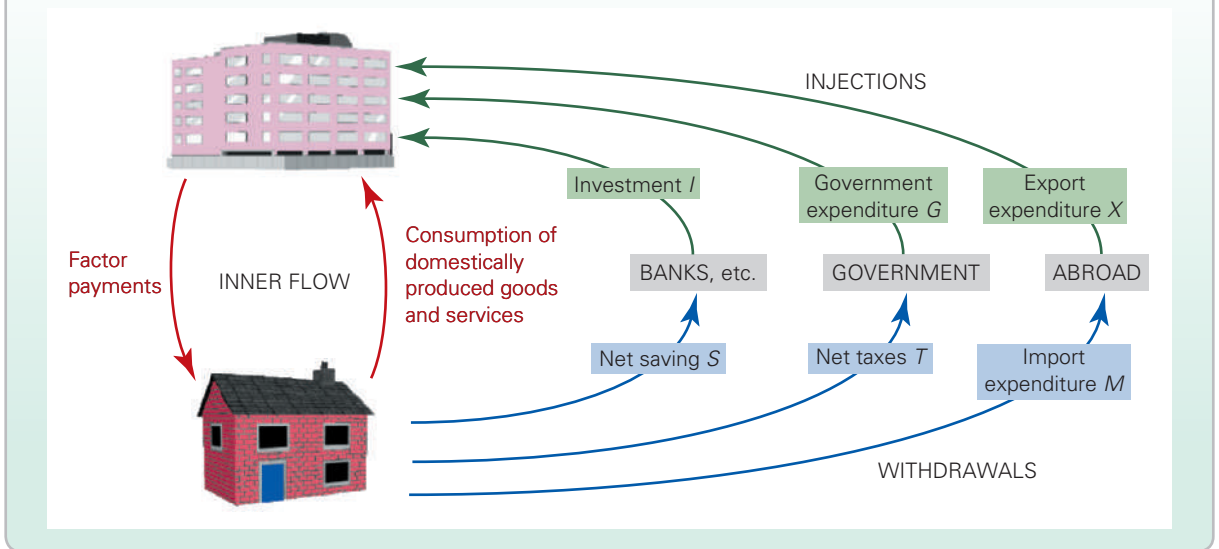 INJECTIONS
Investment I
Government
expenditure G
Export
expenditure X
Factor
payments
INNER FLOW
Consumption of
domestically
produced goods
and services
BANKS, etc.
GOVERNMENT
ABROAD
Net saving S
Net taxes T
Import
expenditure M
WITHDRAWALS